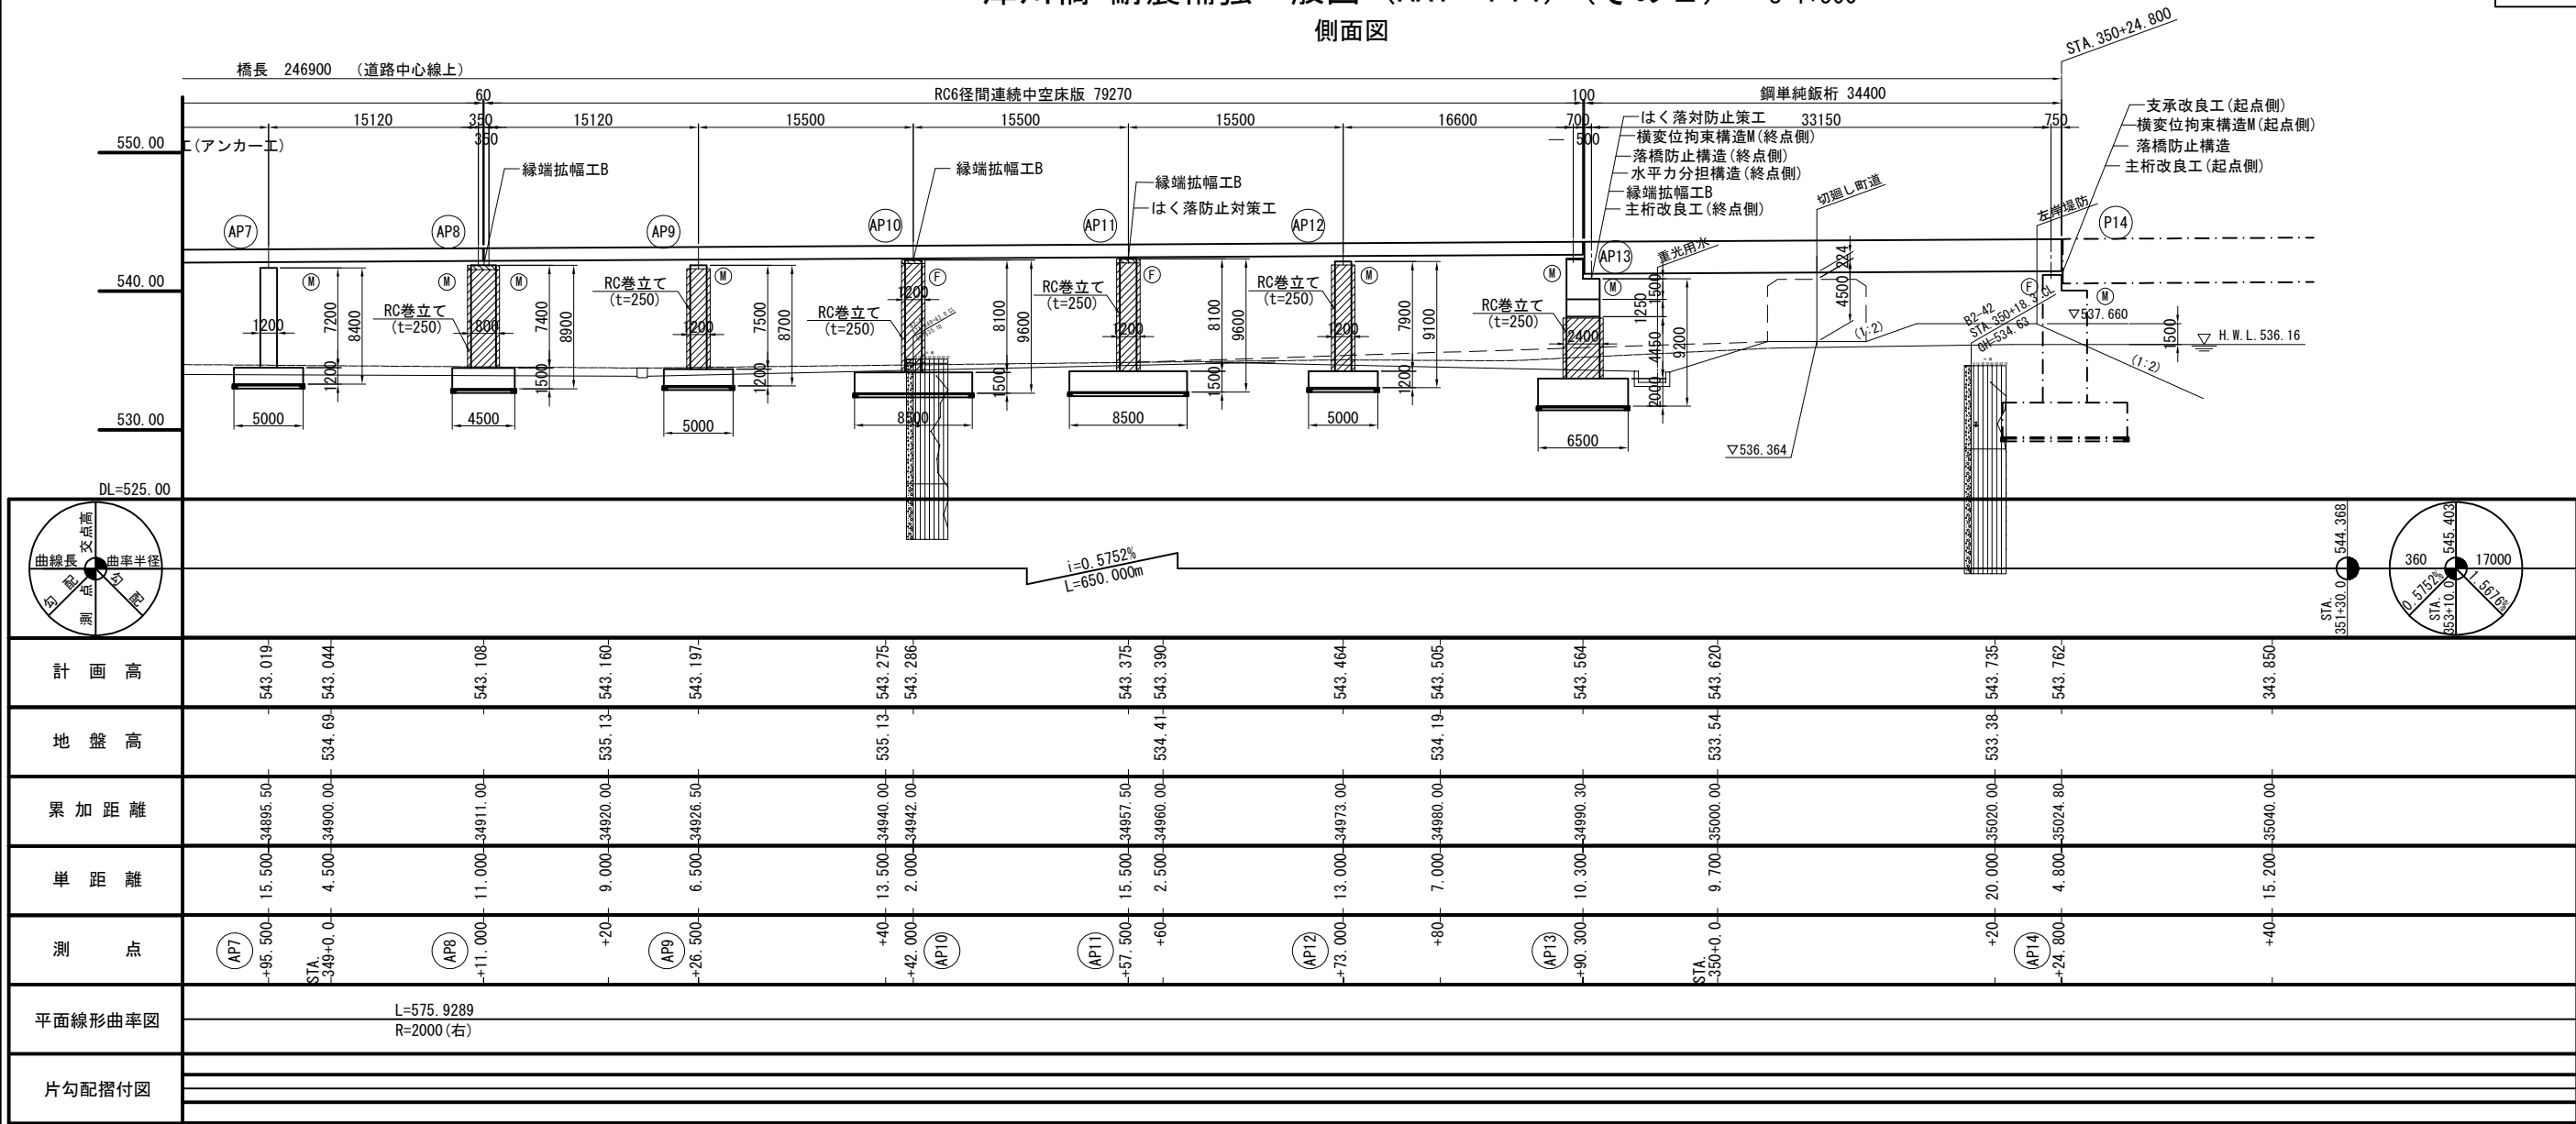 側面図
STA.350+24.800
橋長 246900 (道路中心線上)
60
RC6径間連続中空床版 79270
100
鋼単純鈑桁 34400
15120
350
350
15120
15500
15500
15500
16600
700
500
33150
750
550.00
540.00
530.00
DL=525.00
工(アンカー工)
縁端拡幅工B
縁端拡幅工B
縁端拡幅工B
はく落防止対策工
はく落対防止策工
横変位拘束構造M(終点側)
落橋防止構造(終点側)
水平力分担構造(終点側)
縁端拡幅工B
主桁改良工(終点側)
支承改良工(起点側)
横変位拘束構造M(起点側)
落橋防止構造
主桁改良工(起点側)
切廻し町道
左岸堤防
重光用水
AP7
AP8
AP9
AP10
AP11
AP12
AP13
P14
M
M
M
M
F
F
M
M
M
F
M
1200
7200
8400
1200
5000
RC巻立て
(t=250)
1800
7400
8900
1500
4500
RC巻立て
(t=250)
1200
7500
8700
1200
5000
RC巻立て
(t=250)
1200
8100
9600
1500
8500
RC巻立て
(t=250)
1200
8100
9600
1500
8500
RC巻立て
(t=250)
1200
7900
9100
1200
5000
RC巻立て
(t=250)
2400
1500
1250
4450
9200
2000
6500
224
4500
(1:2)
▽536.364
B2-42
STA.350+18.3 CL
GH=534.63
▽537.660
1500
▽ H.W.L.536.16
(1:2)
交点高
曲線長
曲率半径
勾配
測点
勾配
i=0.5752%
L=650.000m
STA.
351+30.0
544.368
545.403
360
17000
0.5752%
1.5676%
STA.
353+10.0
計画高
543.019
543.044
543.108
543.160
543.197
543.275
543.286
543.375
543.390
543.464
543.505
543.564
543.620
543.735
543.762
343.850
地盤高
534.69
535.13
535.13
534.41
534.19
533.54
533.38
累加距離
34895.50
34900.00
34911.00
34920.00
34926.50
34940.00
34942.00
34957.50
34960.00
34973.00
34980.00
34990.30
35000.00
35020.00
35024.80
35040.00
単距離
15.500
4.500
11.000
9.000
6.500
13.500
2.000
15.500
2.500
13.000
7.000
10.300
9.700
20.000
4.800
15.200
測点
AP7
+95.500
STA.
349+0.0
AP8
+11.000
+20
AP9
+26.500
+40
+42.000
AP10
AP11
+57.500
+60
AP12
+73.000
+80
AP13
+90.300
STA.
350+0.0
+20
AP14
+24.800
+40
平面線形曲率図
L=575.9289
R=2000(右)
片勾配摺付図